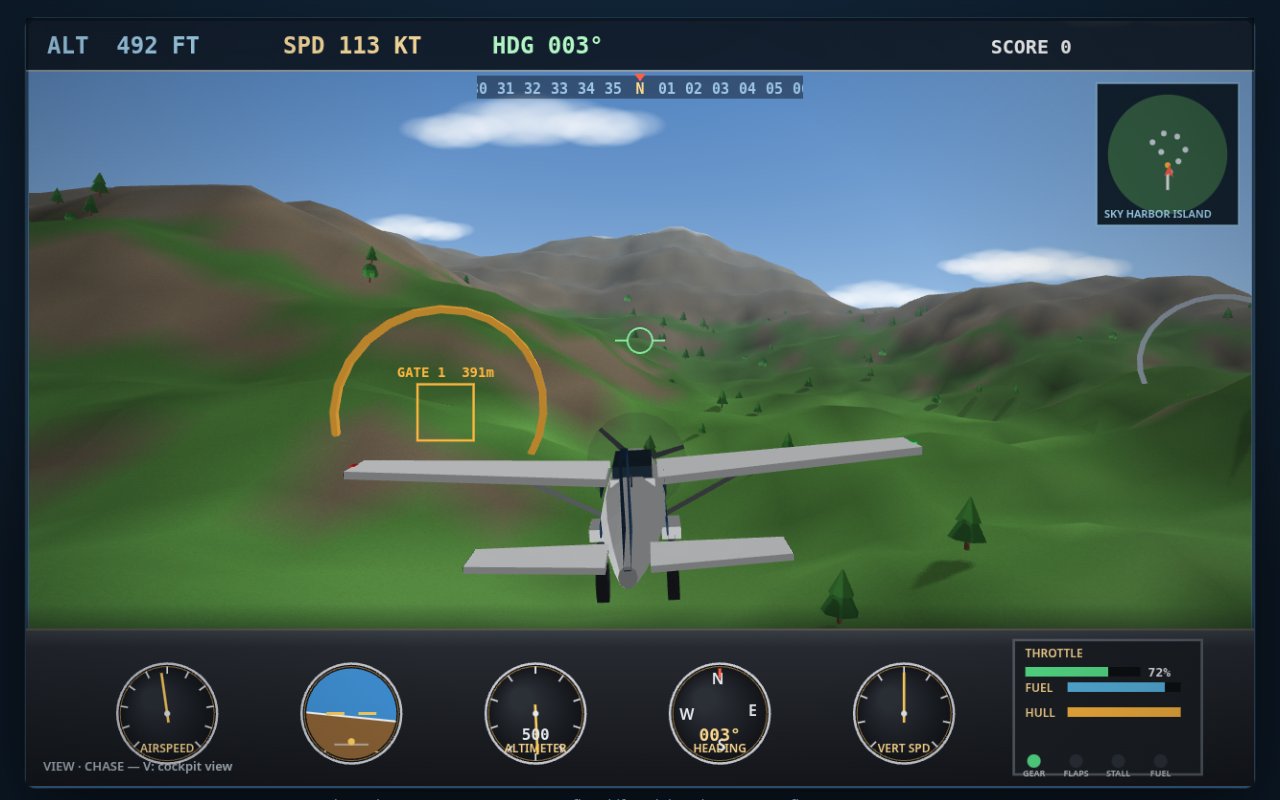 ALT 492 FT SPD 113 KT HDG 003° SCORE 0
31 32 33 34 35 N 01 02 03 04 05
SKY HARBOR ISLAND
GATE 1 391m
THROTTLE
72%
FUEL
HULL
AIRSPEED
500
ALTIMETER
N
W E
003°
HEADING
VERT SPD
VIEW · CHASE — V: cockpit view
GEAR FLAPS STALL FUEL